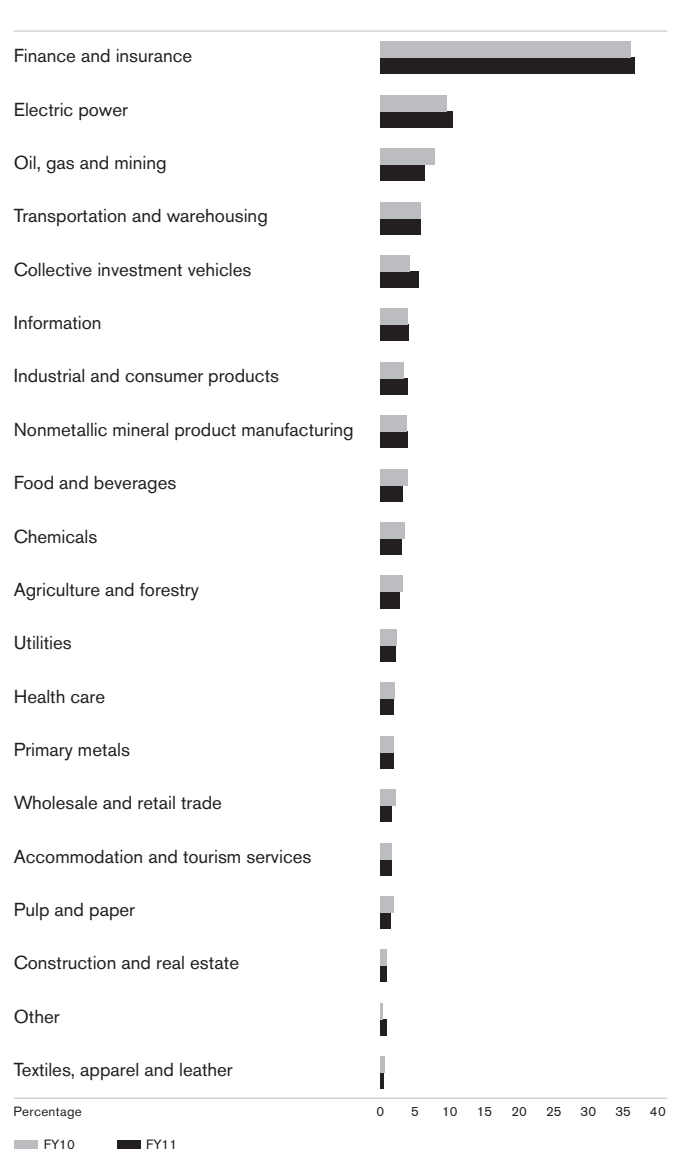 Finance and insurance
Electric power
Oil, gas and mining
Transportation and warehousing
Collective investment vehicles
Information
Industrial and consumer products
Nonmetallic mineral product manufacturing
Food and beverages
Chemicals
Agriculture and forestry
Utilities
Health care
Primary metals
Wholesale and retail trade
Accommodation and tourism services
Pulp and paper
Construction and real estate
Other
Textiles, apparel and leather
Percentage 0 5 10 15 20 25 30 35 40
FY10 FY11